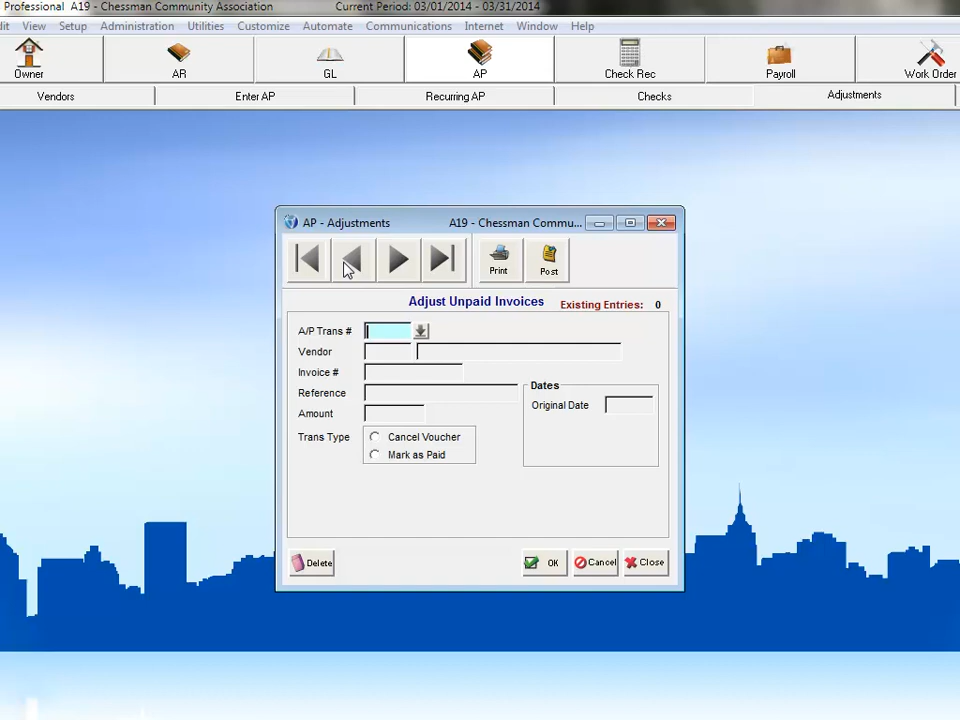 Professional A19 - Chessman Community Association Current Period: 03/01/2014 - 03/31/2014
dit View Setup Administration Utilities Customize Automate Communications Internet Window Help
Owner AR GL AP Check Rec Payroll Work Order
Vendors Enter AP Recurring AP Checks Adjustments
AP - Adjustments A19 - Chessman Commu...
Print Post
Adjust Unpaid Invoices Existing Entries: 0
A/P Trans #
Vendor
Invoice #
Reference
Dates
Original Date
Amount
Trans Type Cancel Voucher
Mark as Paid
Delete OK Cancel Close